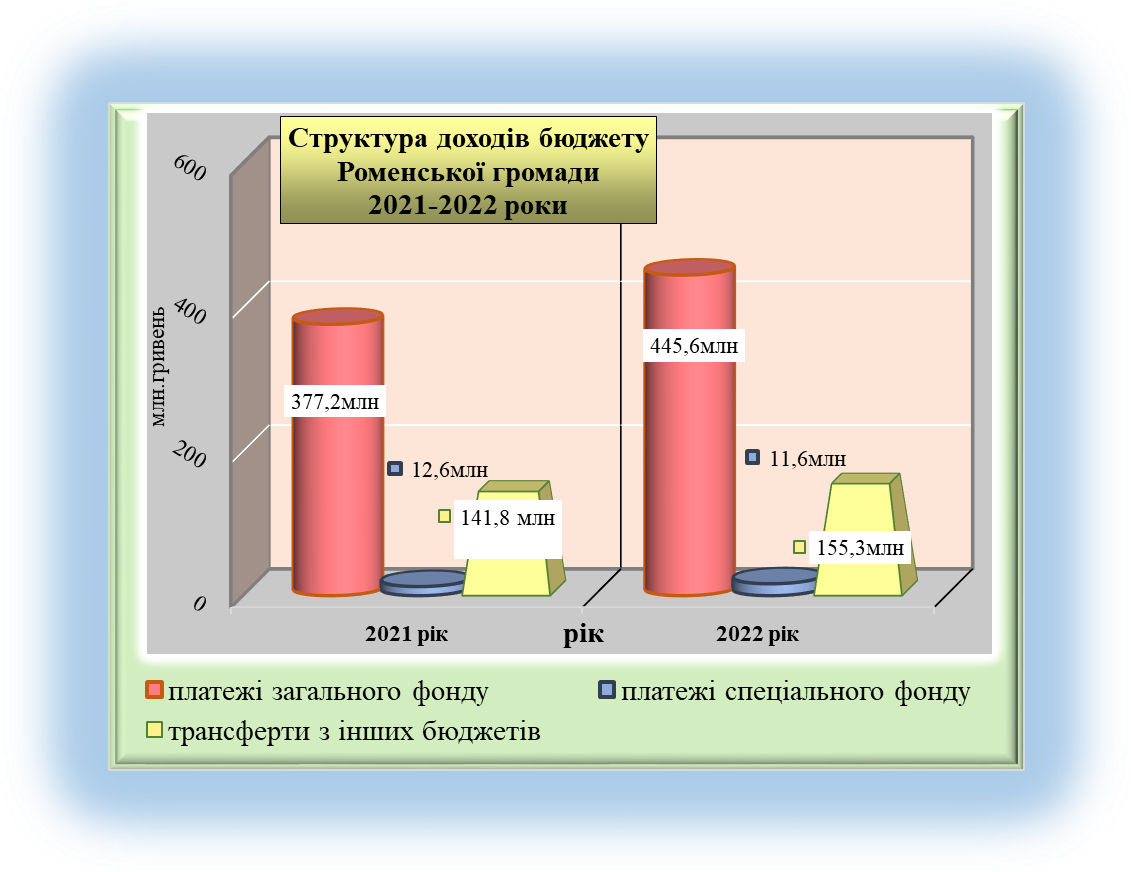 Структура доходів бюджету
Роменської громади
2021-2022 роки
600
400
200
0
млн.гривень
377,2млн
12,6млн
141,8 млн
445,6млн
11,6млн
155,3млн
2021 рік
рік
2022 рік
платежі загального фонду
платежі спеціального фонду
трансферти з інших бюджетів